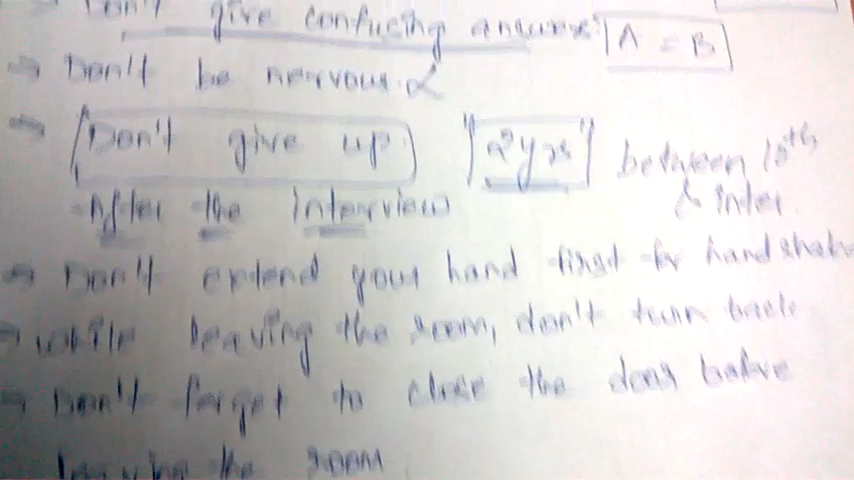 Don't give confusing answers. A = B
→ Don't be nervous.
→ Don't give up "2yrs" between 10th
After the interview & inter.
→ Don't extend your hand first for hand shake
→ while leaving the room, don't turn back
→ Don't forget to close the door before
leaving the room